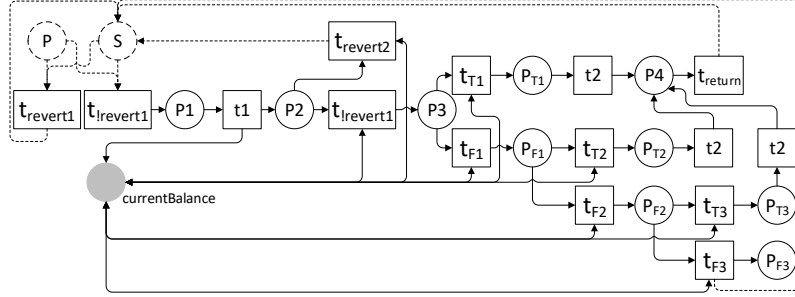 P
S
t_revert2
t_T1
P_T1
t2
P4
t_return
t_revert1
t_!revert1
P1
t1
P2
t_!revert1
P3
t_F1
P_F1
t_T2
P_T2
t2
t2
currentBalance
t_F2
P_F2
t_T3
P_T3
t_F3
P_F3